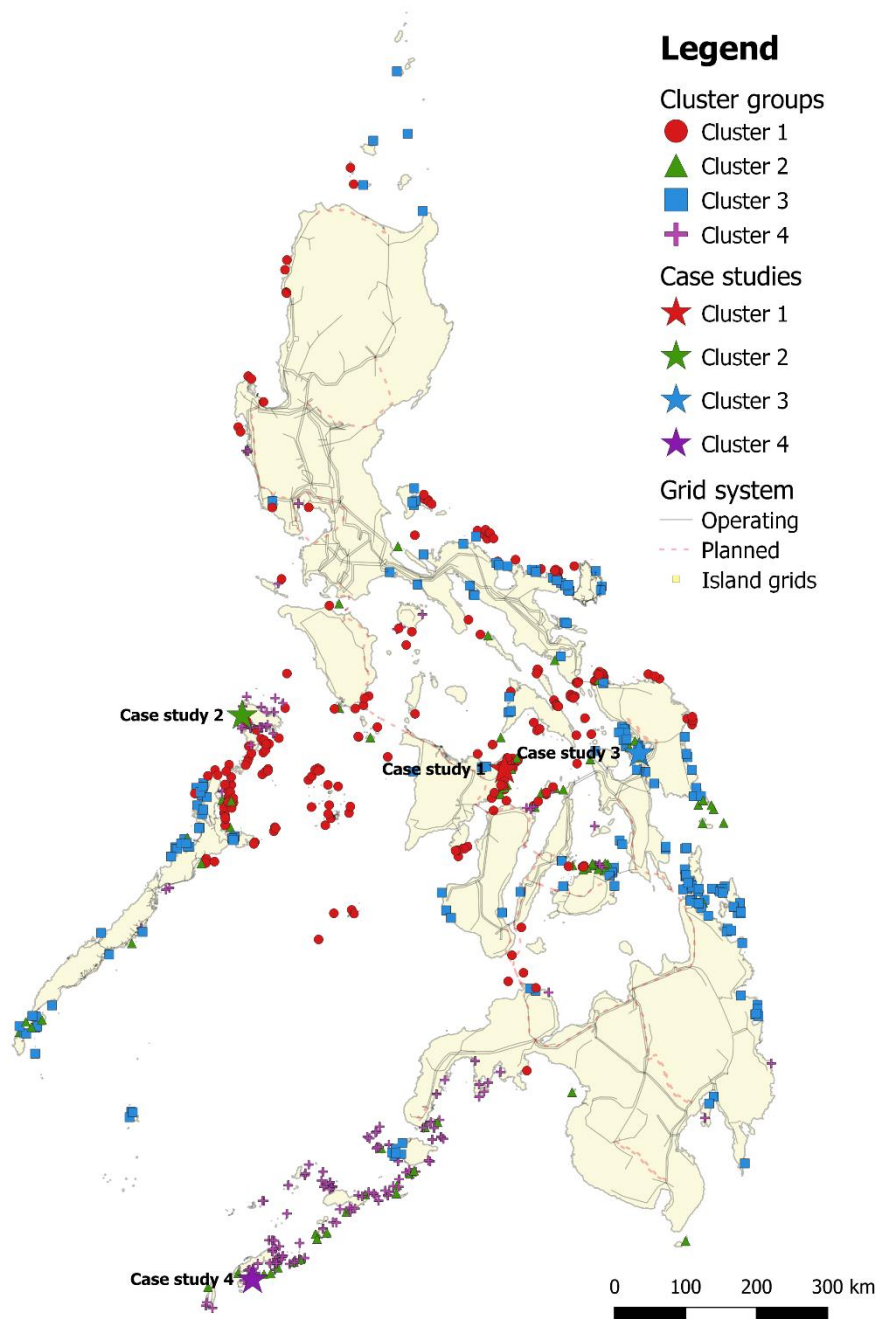 Legend
Cluster groups
Cluster 1
Cluster 2
Cluster 3
Cluster 4
Case studies
Cluster 1
Cluster 2
Cluster 3
Cluster 4
Grid system
Operating
Planned
Island grids
Case study 2
Case study 1
Case study 3
Case study 4
0 100 200 300 km